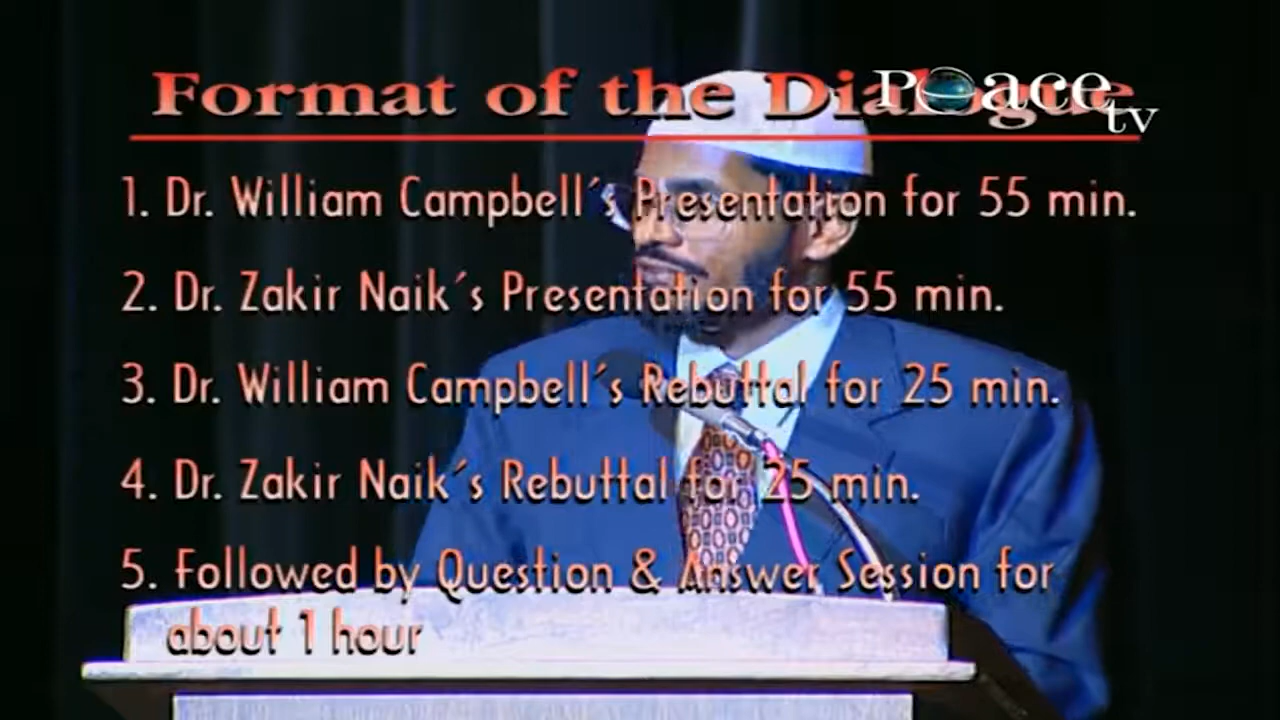 Format of the Dialogue
Peace tv
1. Dr. William Campbell´s Presentation for 55 min.
2. Dr. Zakir Naik´s Presentation for 55 min.
3. Dr. William Campbell´s Rebuttal for 25 min.
4. Dr. Zakir Naik´s Rebuttal for 25 min.
5. Followed by Question & Answer Session for
about 1 hour